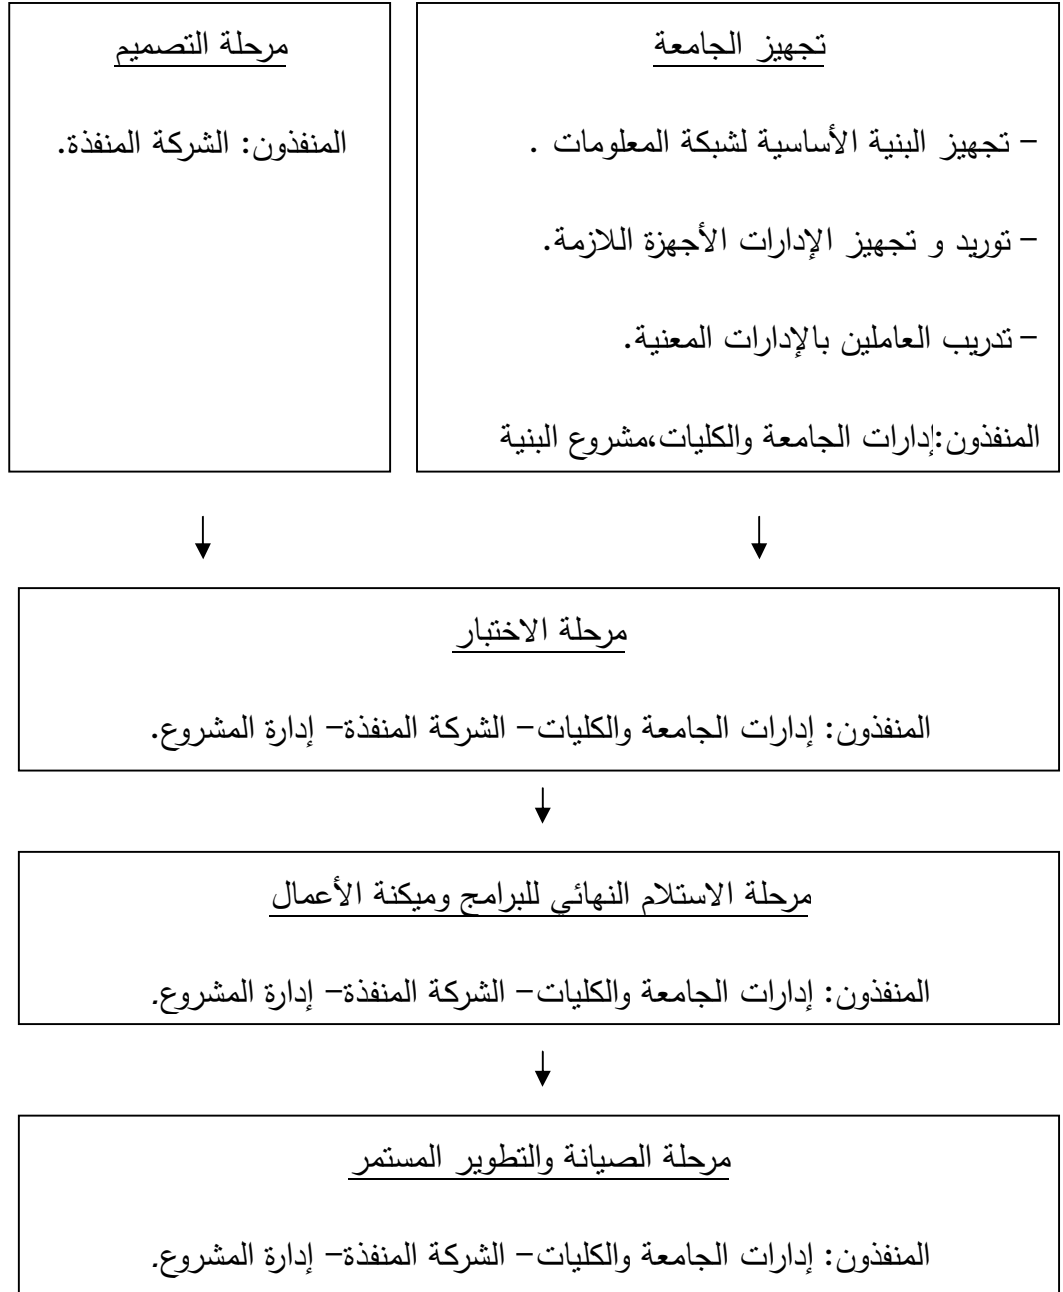 تجهيز الجامعة
– تجهيز البنية الأساسية لشبكة المعلومات .
– توريد و تجهيز الإدارات الأجهزة اللازمة.
– تدريب العاملين بالإدارات المعنية.
المنفذون:إدارات الجامعة والكليات،مشروع البنية
مرحلة التصميم
المنفذون: الشركة المنفذة.
مرحلة الاختبار
المنفذون: إدارات الجامعة والكليات– الشركة المنفذة– إدارة المشروع.
مرحلة الاستلام النهائي للبرامج وميكنة الأعمال
المنفذون: إدارات الجامعة والكليات– الشركة المنفذة– إدارة المشروع.
مرحلة الصيانة والتطوير المستمر
المنفذون: إدارات الجامعة والكليات– الشركة المنفذة– إدارة المشروع.